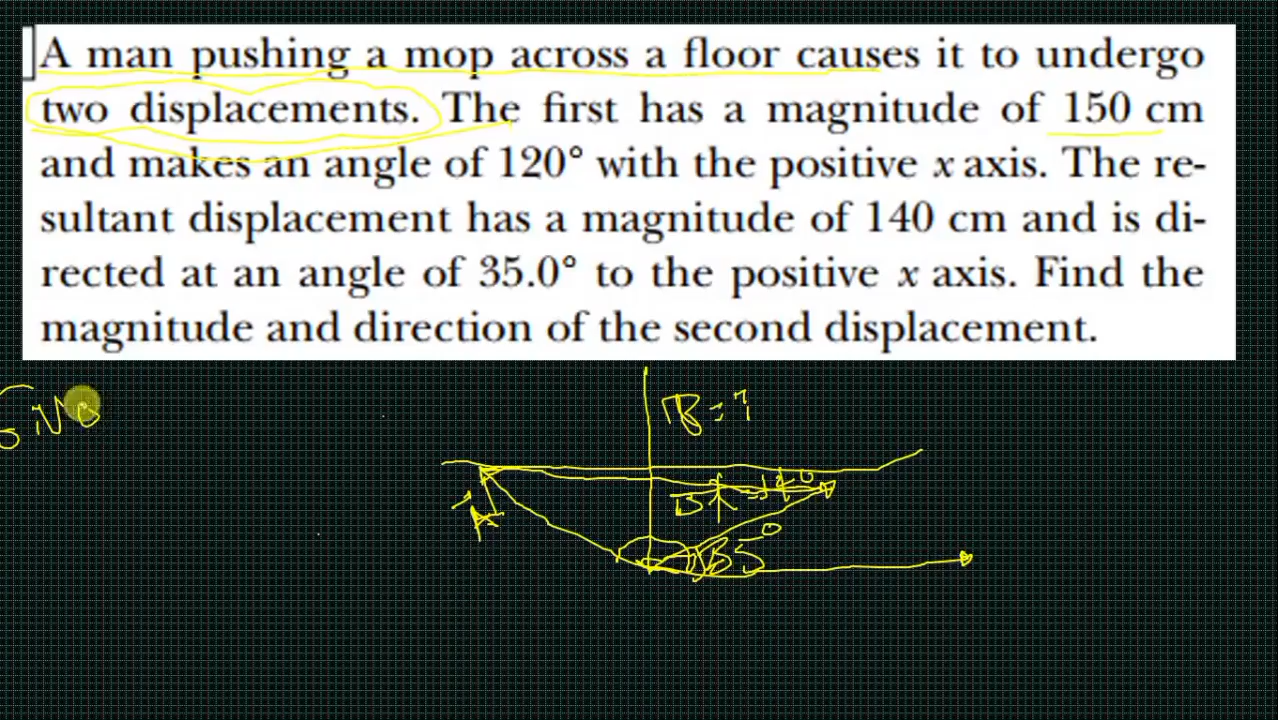 A man pushing a mop across a floor causes it to undergo
two displacements. The first has a magnitude of 150 cm
and makes an angle of 120° with the positive x axis. The re-
sultant displacement has a magnitude of 140 cm and is di-
rected at an angle of 35.0° to the positive x axis. Find the
magnitude and direction of the second displacement.
B = ?
A